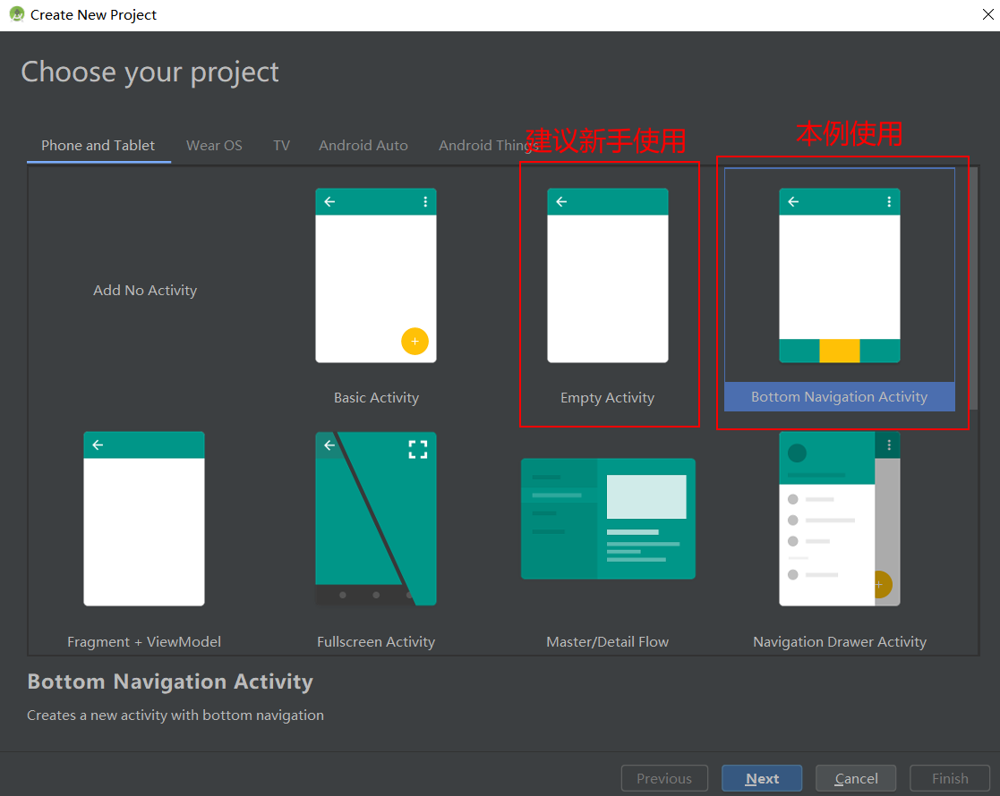 Create New Project
Choose your project
建议新手使用
本例使用
Phone and Tablet
Wear OS
TV
Android Auto
Android Things
Add No Activity
Basic Activity
Empty Activity
Bottom Navigation Activity
Fragment + ViewModel
Fullscreen Activity
Master/Detail Flow
Navigation Drawer Activity
Bottom Navigation Activity
Creates a new activity with bottom navigation
Previous
Next
Cancel
Finish